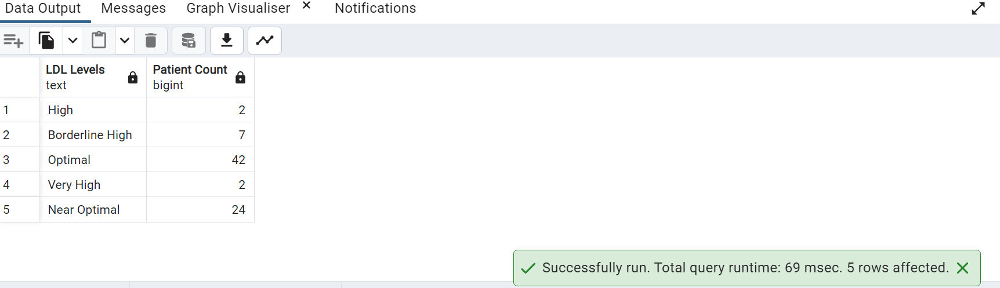 Data Output Messages Graph Visualiser × Notifications
LDL Levels Patient Count
text bigint
1 High 2
2 Borderline High 7
3 Optimal 42
4 Very High 2
5 Near Optimal 24
Successfully run. Total query runtime: 69 msec. 5 rows affected.